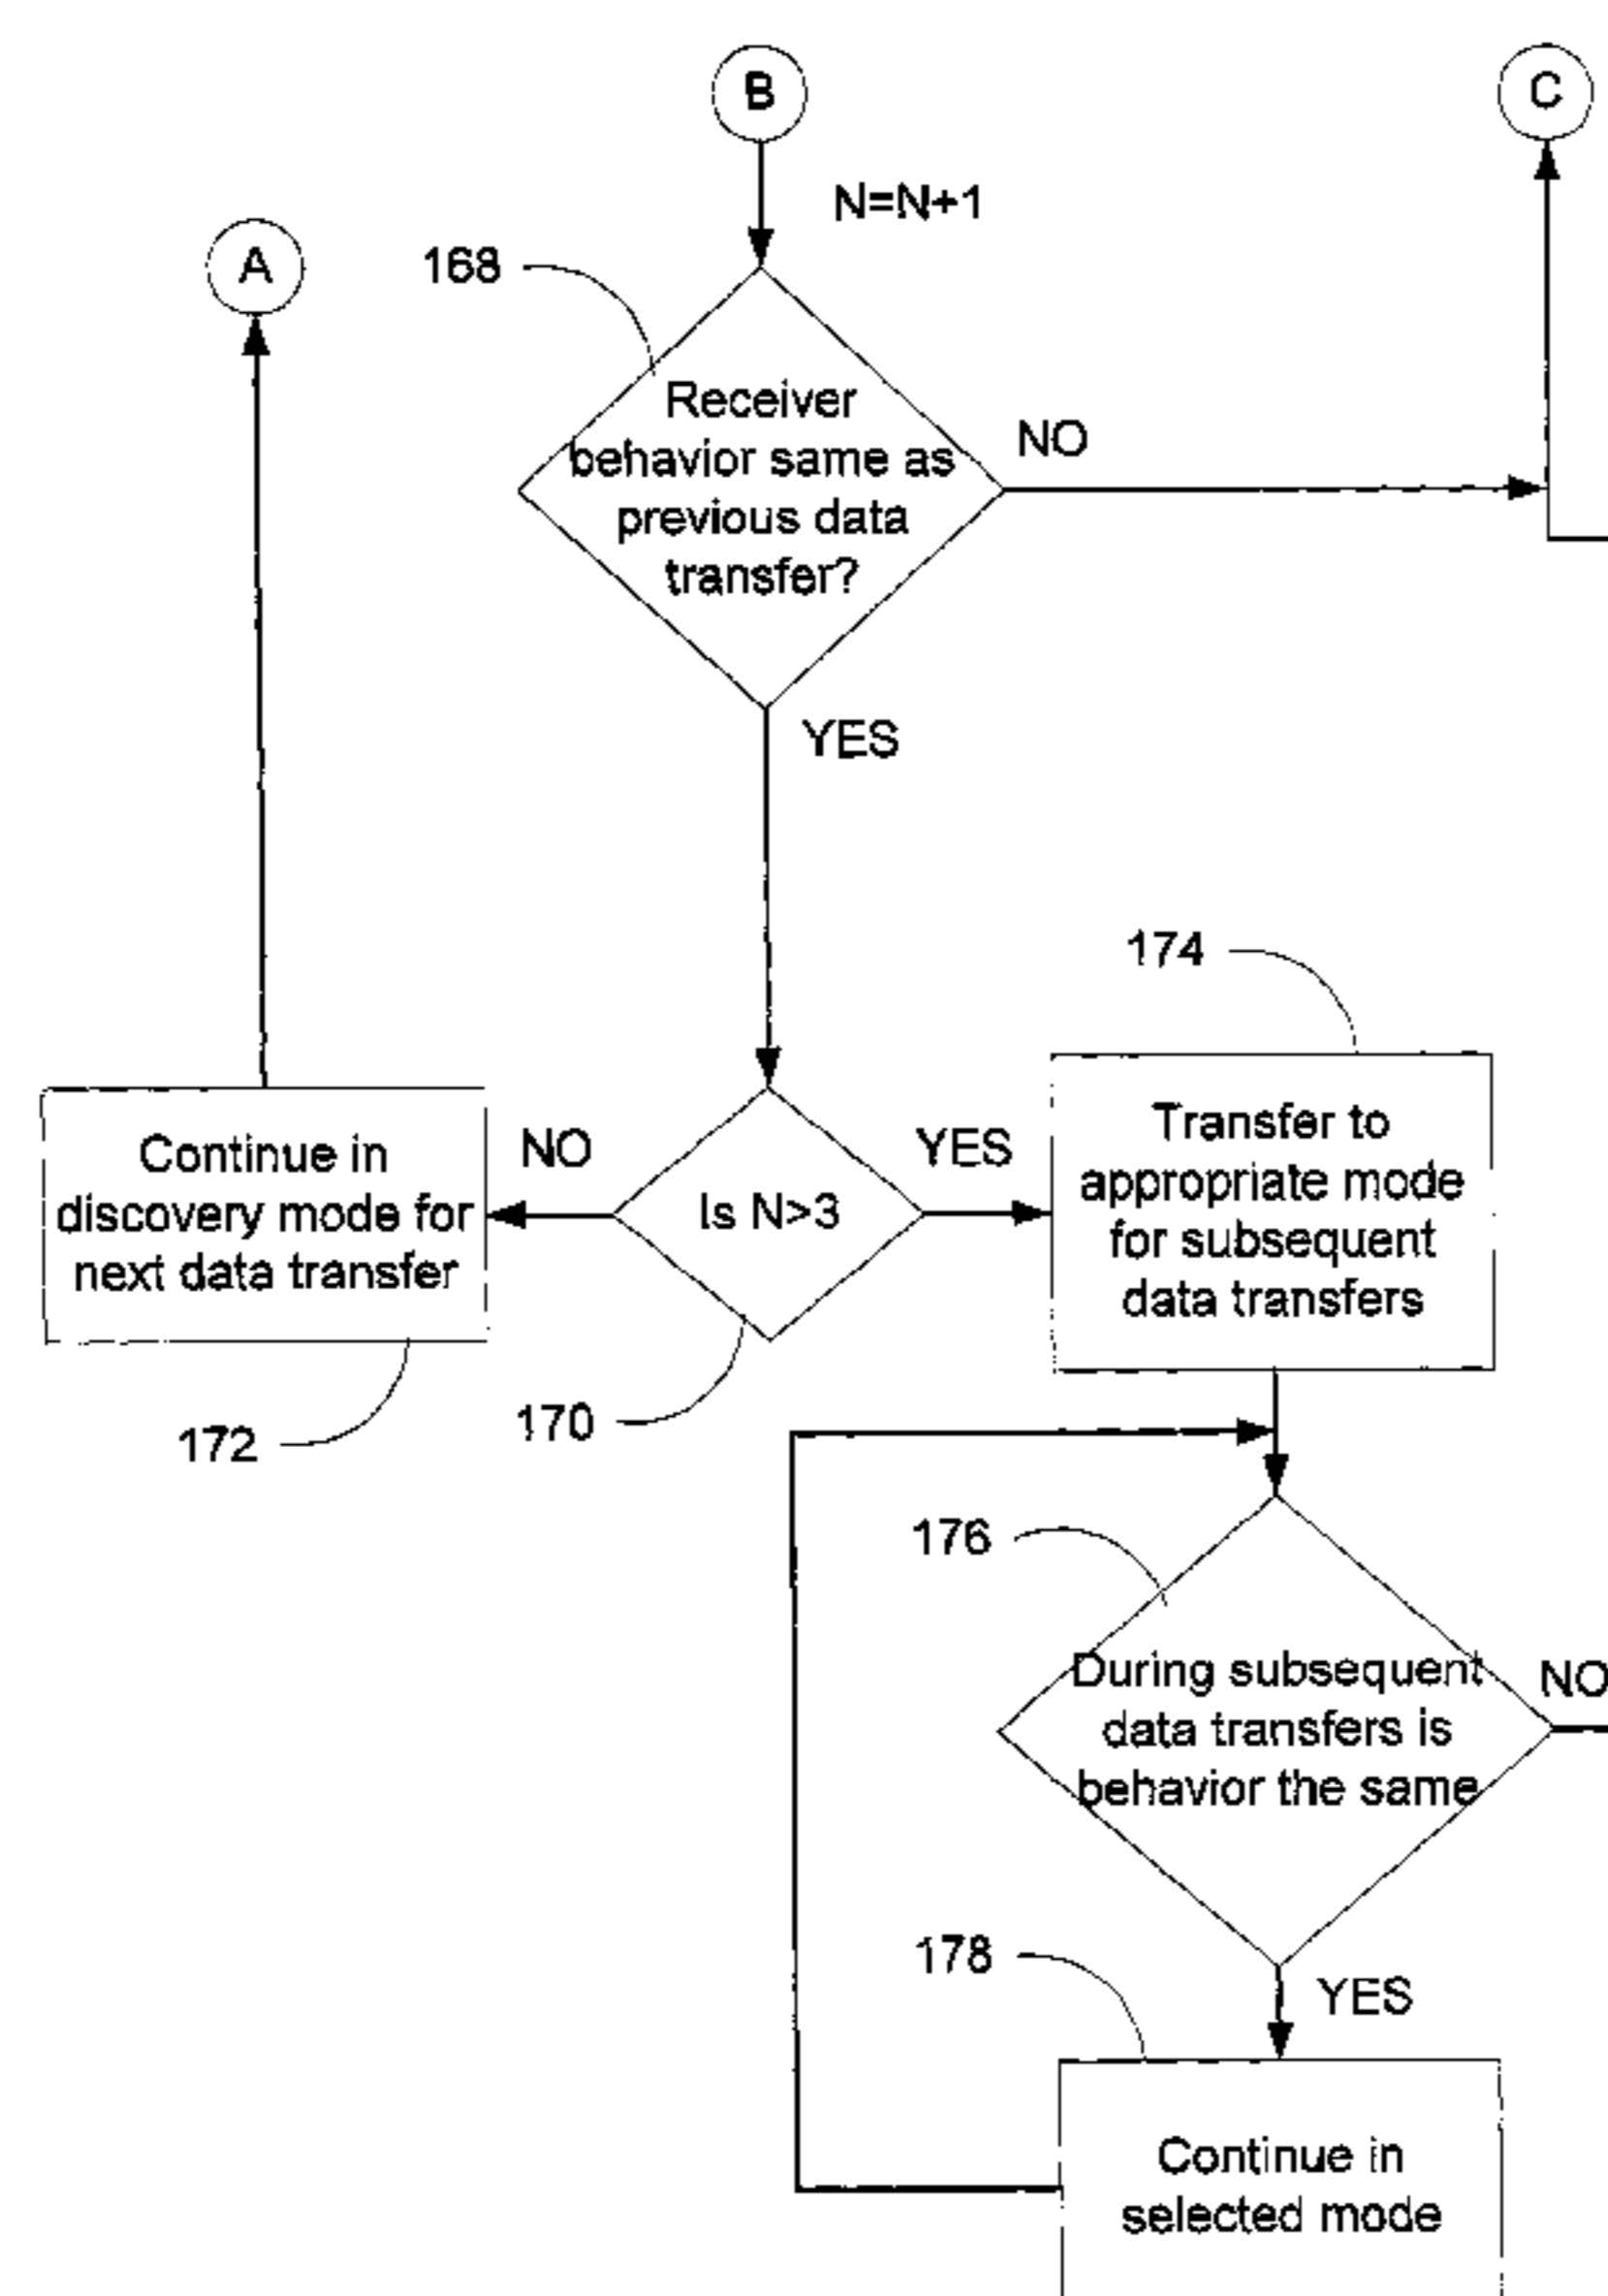 B
C
N=N+1
A
168
Receiver
behavior same as
previous data
transfer?
NO
YES
174
Continue in
discovery mode for
next data transfer
NO
Is N>3
YES
Transfer to
appropriate mode
for subsequent
data transfers
172
170
176
During subsequent
data transfers is
behavior the same
NO
178
YES
Continue in
selected mode